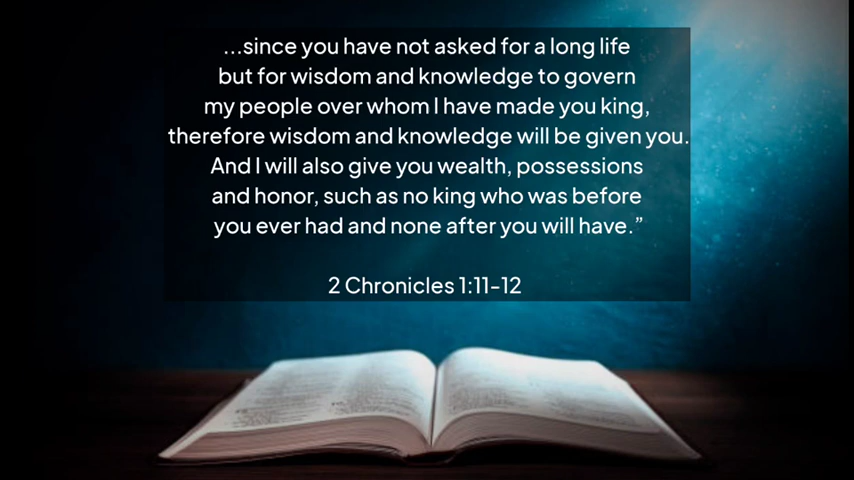 ...since you have not asked for a long life
but for wisdom and knowledge to govern
my people over whom I have made you king,
therefore wisdom and knowledge will be given you.
And I will also give you wealth, possessions
and honor, such as no king who was before
you ever had and none after you will have.”
2 Chronicles 1:11-12